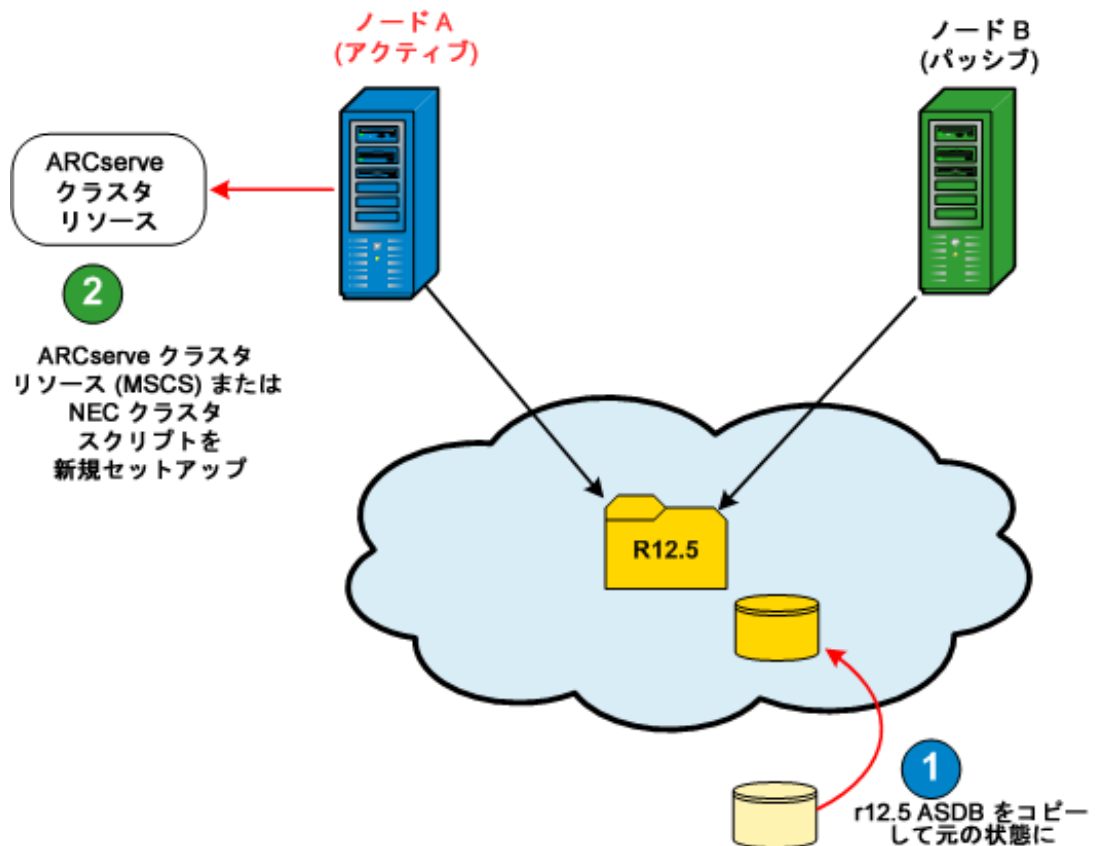 ノード A
(アクティブ)
ノード B
(パッシブ)
ARCserve
クラスタ
リソース
2
ARCserve クラスタ
リソース (MSCS) または
NEC クラスタ
スクリプトを
新規セットアップ
R12.5
1
r12.5 ASDB をコピー
して元の状態に